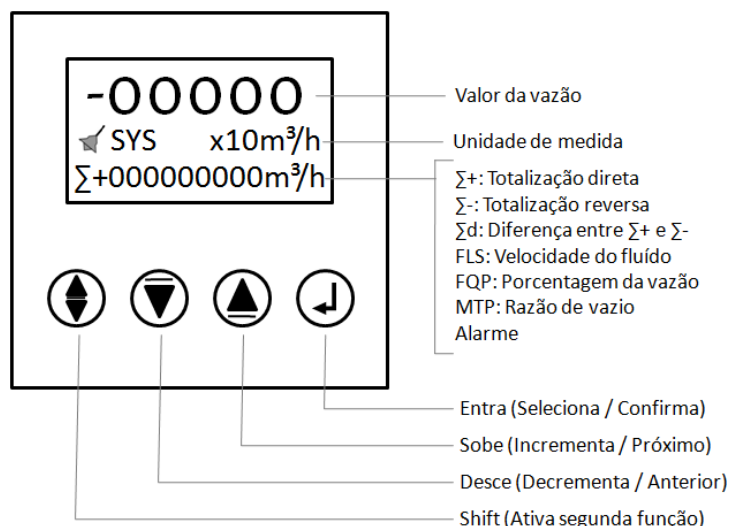 -00000
Valor da vazão
SYS x10m³/h
Unidade de medida
∑+000000000m³/h
∑+: Totalização direta
∑-: Totalização reversa
∑d: Diferença entre ∑+ e ∑-
FLS: Velocidade do fluído
FQP: Porcentagem da vazão
MTP: Razão de vazio
Alarme
Entra (Seleciona / Confirma)
Sobe (Incrementa / Próximo)
Desce (Decrementa / Anterior)
Shift (Ativa segunda função)